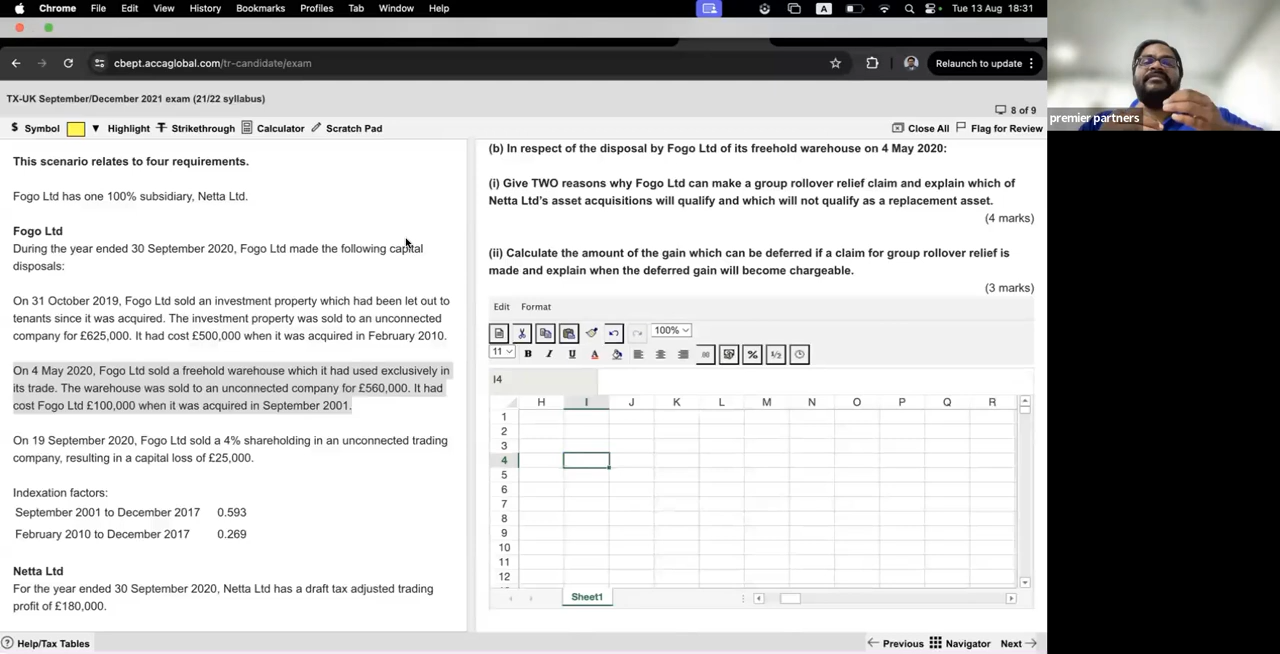 Chrome File Edit View History Bookmarks Profiles Tab Window Help A Tue 13 Aug 18:31
cbept.accaglobal.com/tr-candidate/exam Relaunch to update
TX-UK September/December 2021 exam (21/22 syllabus)
8 of 9
$ Symbol Highlight Strikethrough Calculator Scratch Pad Close All Flag for Review
premier partners
This scenario relates to four requirements.
Fogo Ltd has one 100% subsidiary, Netta Ltd.
Fogo Ltd
During the year ended 30 September 2020, Fogo Ltd made the following capital
disposals:
On 31 October 2019, Fogo Ltd sold an investment property which had been let out to
tenants since it was acquired. The investment property was sold to an unconnected
company for £625,000. It had cost £500,000 when it was acquired in February 2010.
On 4 May 2020, Fogo Ltd sold a freehold warehouse which it had used exclusively in
its trade. The warehouse was sold to an unconnected company for £560,000. It had
cost Fogo Ltd £100,000 when it was acquired in September 2001.
On 19 September 2020, Fogo Ltd sold a 4% shareholding in an unconnected trading
company, resulting in a capital loss of £25,000.
Indexation factors:
September 2001 to December 2017 0.593
February 2010 to December 2017 0.269
Netta Ltd
For the year ended 30 September 2020, Netta Ltd has a draft tax adjusted trading
profit of £180,000.
(b) In respect of the disposal by Fogo Ltd of its freehold warehouse on 4 May 2020:
(i) Give TWO reasons why Fogo Ltd can make a group rollover relief claim and explain which of
Netta Ltd's asset acquisitions will qualify and which will not qualify as a replacement asset.
(4 marks)
(ii) Calculate the amount of the gain which can be deferred if a claim for group rollover relief is
made and explain when the deferred gain will become chargeable.
(3 marks)
Edit Format
100%
11 B I U A .00 % ½
I4
H I J K L M N O P Q R
1
2
3
4
5
6
7
8
9
10
11
12
Sheet1
Help/Tax Tables Previous Navigator Next